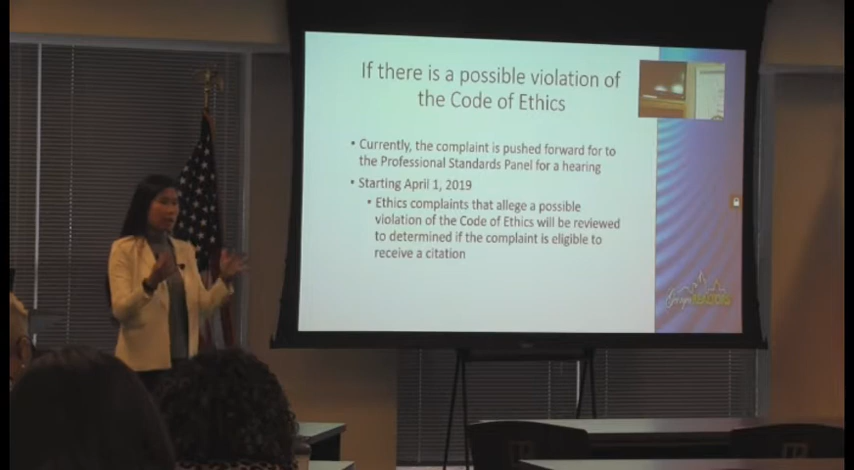 If there is a possible violation of
the Code of Ethics
• Currently, the complaint is pushed forward for to
the Professional Standards Panel for a hearing
• Starting April 1, 2019
• Ethics complaints that allege a possible
violation of the Code of Ethics will be reviewed
to determined if the complaint is eligible to
receive a citation
REALTORS